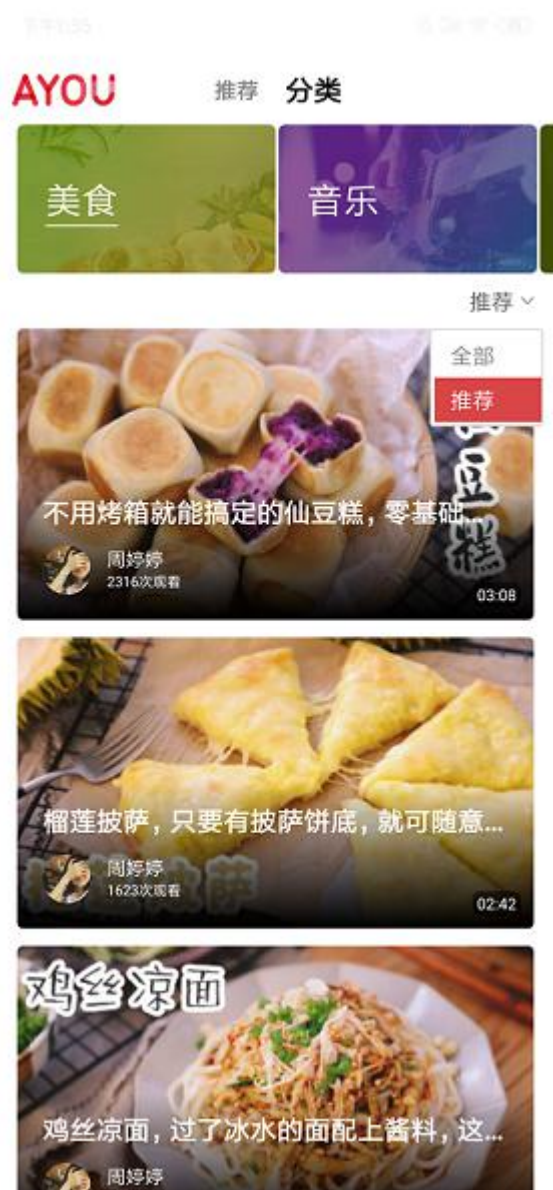 AYOU
推荐 分类
美食
音乐
推荐
全部
推荐
豆糕
不用烤箱就能搞定的仙豆糕，零基础...
周婷婷
2316次观看
03:08
榴莲披萨，只要有披萨饼底，就可随意...
周婷婷
1623次观看
02:42
鸡丝凉面
鸡丝凉面，过了冰水的面配上酱料，这...
周婷婷